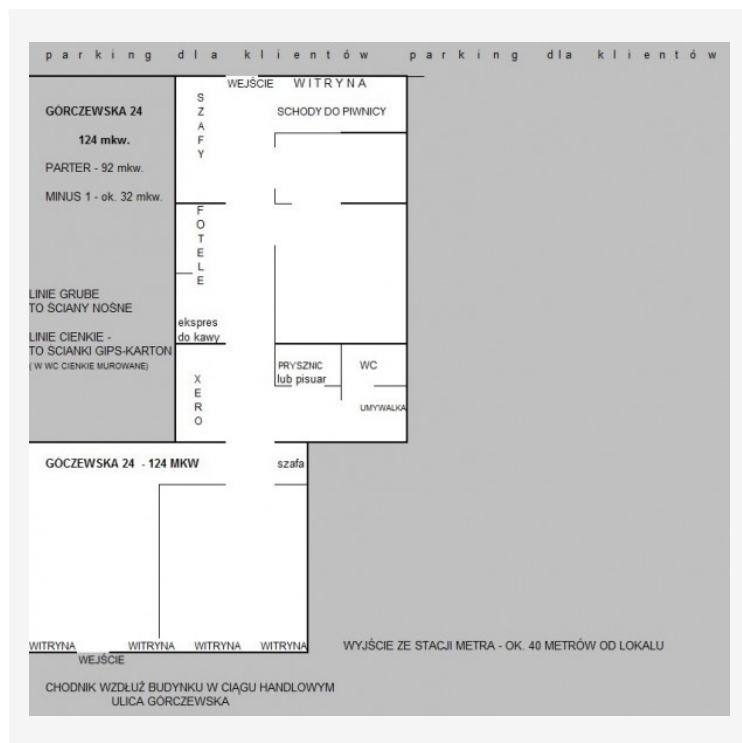 parking dla klientów parking dla klientów
WEJŚCIE WITRYNA
SZAFY
SCHODY DO PIWNICY
GÓRCZEWSKA 24
124 mkw.
PARTER - 92 mkw.
MINUS 1 - ok. 32 mkw.
FOTELE
LINIE GRUBE
TO ŚCIANY NOŚNE
LINIE CIENKIE -
TO ŚCIANKI GIPS-KARTON
( W WC CIENKIE MUROWANE)
ekspres
do kawy
XERO
PRYSZNIC
lub pisuar
WC
UMYWALKA
GÓCZEWSKA 24 - 124 MKW
szafa
WITRYNA WITRYNA WITRYNA WITRYNA
WEJŚCIE
WYJŚCIE ZE STACJI METRA - OK. 40 METRÓW OD LOKALU
CHODNIK WZDŁUŻ BUDYNKU W CIĄGU HANDLOWYM
ULICA GÓRCZEWSKA